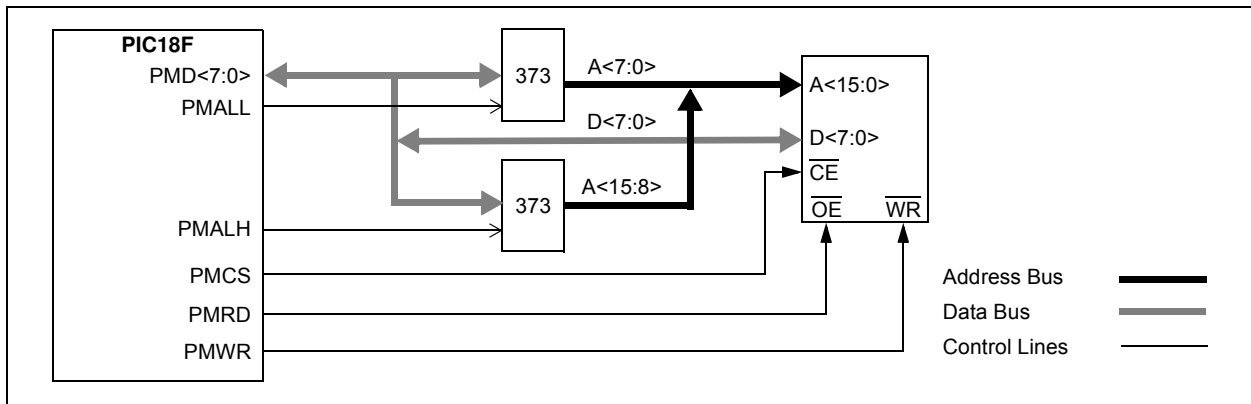 PIC18F
PMD<7:0>
PMALL
373
A<7:0>
A<15:0>
D<7:0>
D<7:0>
CE
373
A<15:8>
OE WR
PMALH
PMCS
PMRD
PMWR
Address Bus
Data Bus
Control Lines